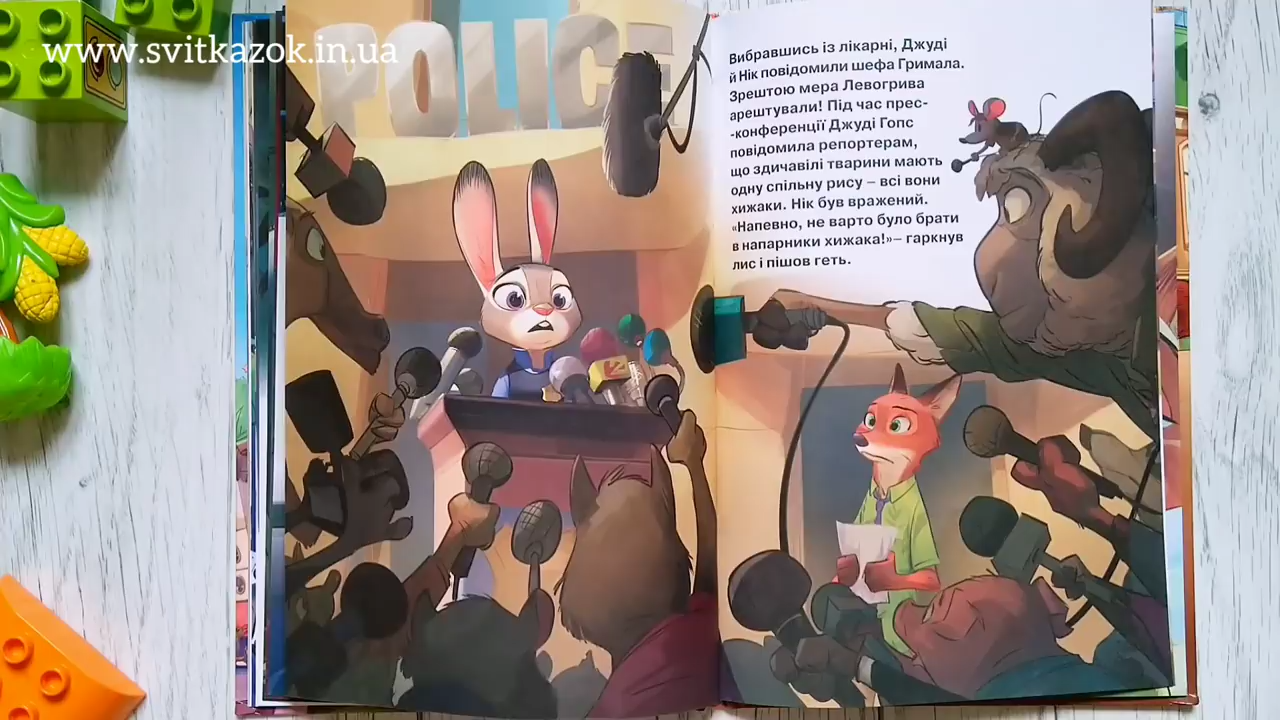 www.svitkazok.in.ua
POLICE
Вибравшись із лікарні, Джуді
й Нік повідомили шефа Гримала.
Зрештою мера Левогрива
арештували! Під час прес-
-конференції Джуді Гопс
повідомила репортерам,
що здичавілі тварини мають
одну спільну рису – всі вони
хижаки. Нік був вражений.
«Напевно, не варто було брати
в напарники хижака!»– гаркнув
лис і пішов геть.